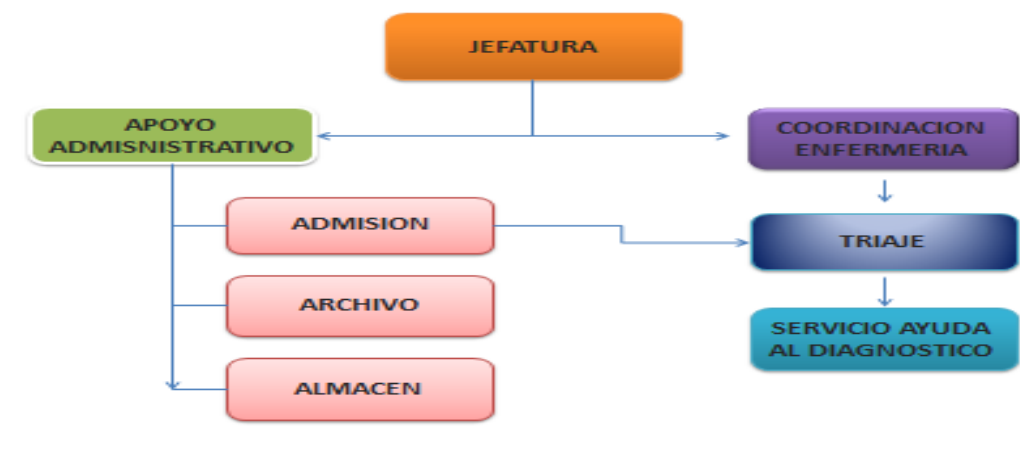 JEFATURA
APOYO
ADMISNISTRATIVO
COORDINACION
ENFERMERIA
ADMISION
TRIAJE
ARCHIVO
SERVICIO AYUDA
AL DIAGNOSTICO
ALMACEN